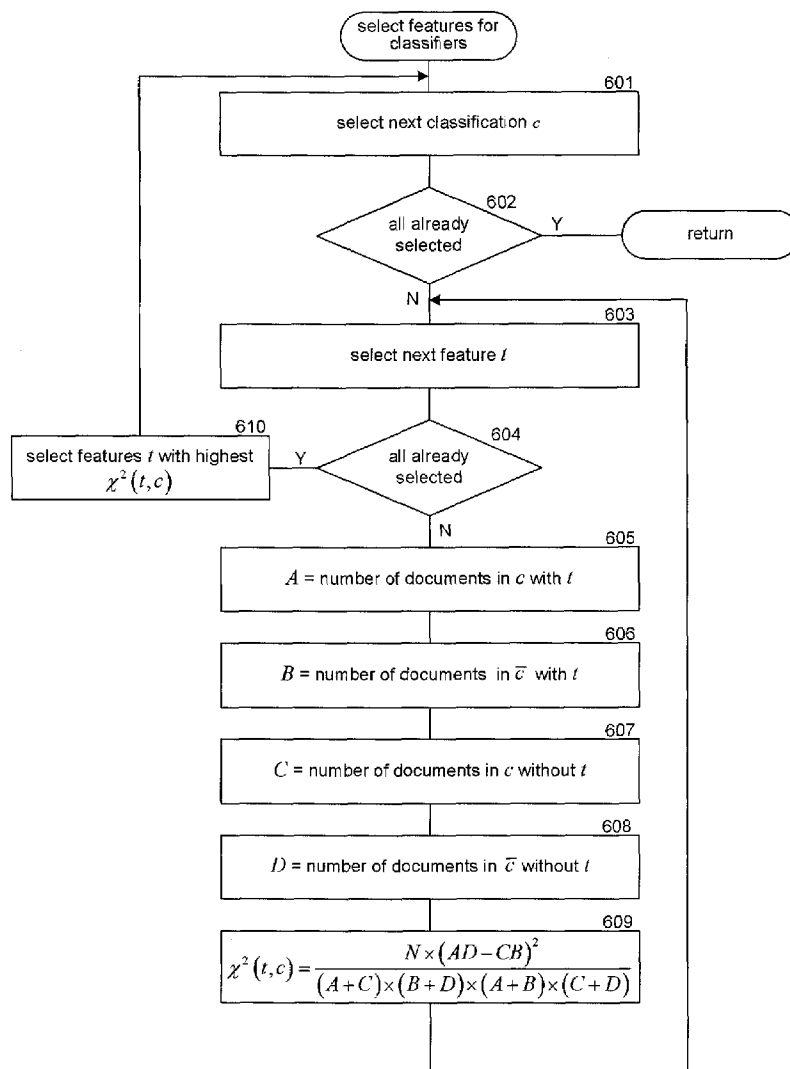 select features for
classifiers
601
select next classification c
602
all already
selected
Y
return
N
603
select next feature t
610
select features t with highest
χ²(t,c)
Y
604
all already
selected
N
605
A = number of documents in c with t
606
B = number of documents in c̅ with t
607
C = number of documents in c without t
608
D = number of documents in c̅ without t
609
χ²(t,c) = N×(AD−CB)² / (A+C)×(B+D)×(A+B)×(C+D)